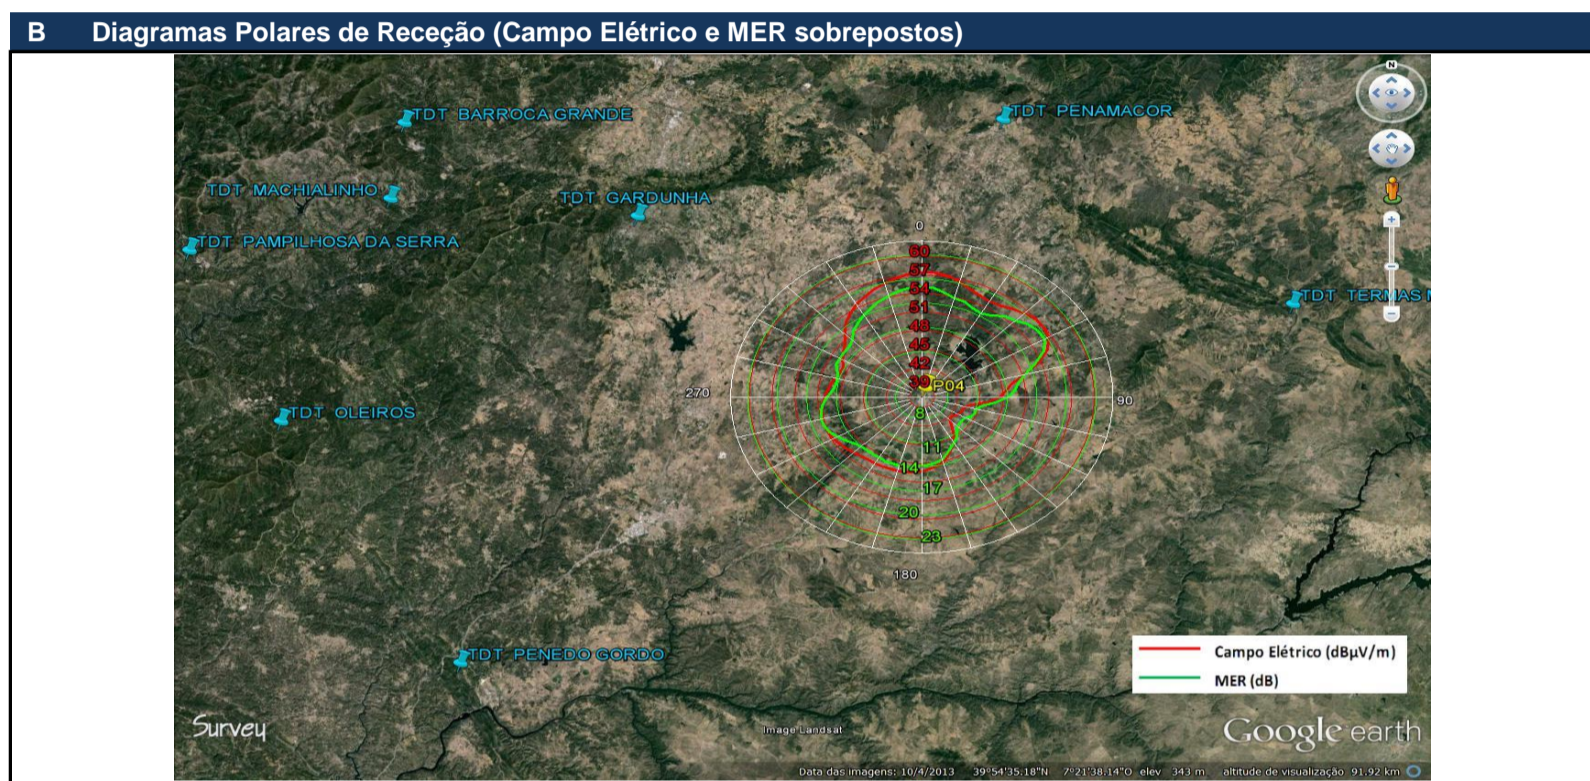 B Diagramas Polares de Receção (Campo Elétrico e MER sobrepostos)
N
TDT BARROCA GRANDE
TDT PENAMACOR
TDT MACHIALINHO
TDT GARDUNHA
TDT PAMPILHOSA DA SERRA
0
60
57
54
TDT TERMAS M
51
48
45
42
39
P04
270
90
TDT OLEIROS
8
11
14
17
20
23
180
Campo Elétrico (dBµV/m)
TDT PENEDO GORDO
MER (dB)
Survey
Image Landsat
Google earth
Data das imagens: 10/4/2013 39°54'35.18"N 7°21'38.14"O elev 343 m altitude de visualização 91.92 km